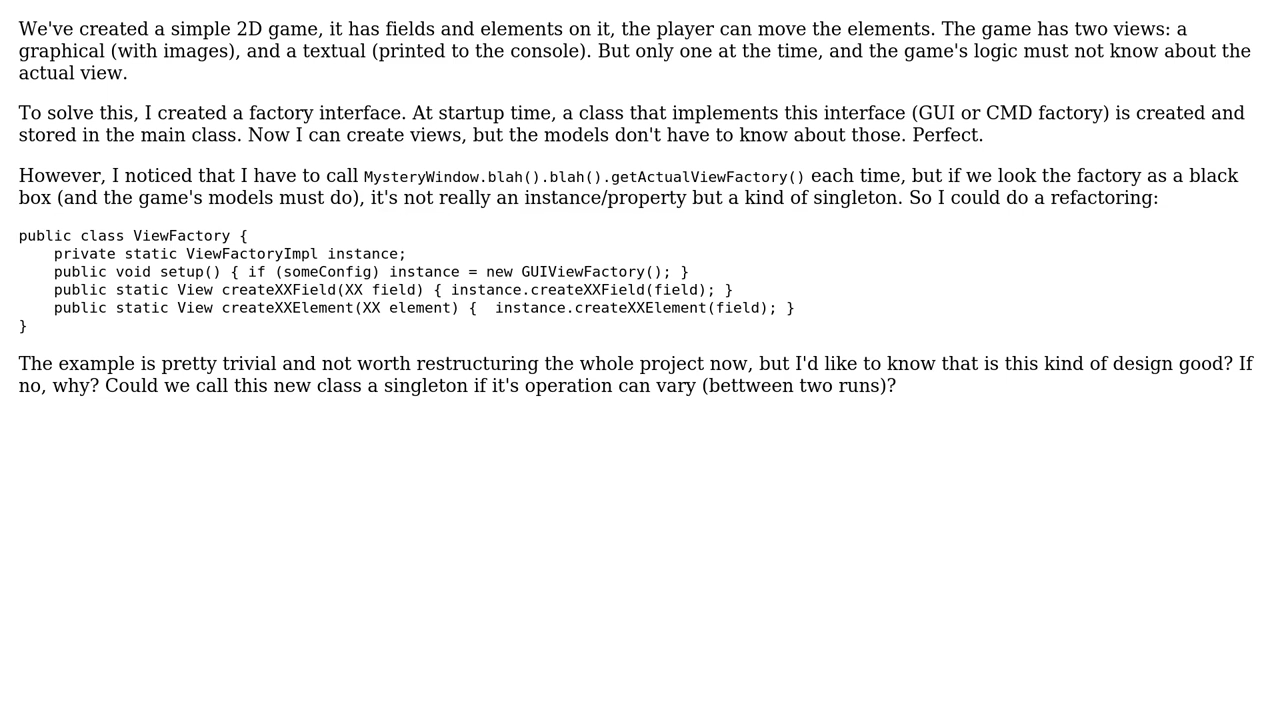 We've created a simple 2D game, it has fields and elements on it, the player can move the elements. The game has two views: a
graphical (with images), and a textual (printed to the console). But only one at the time, and the game's logic must not know about the
actual view.
To solve this, I created a factory interface. At startup time, a class that implements this interface (GUI or CMD factory) is created and
stored in the main class. Now I can create views, but the models don't have to know about those. Perfect.
However, I noticed that I have to call MysteryWindow.blah().blah().getActualViewFactory() each time, but if we look the factory as a black
box (and the game's models must do), it's not really an instance/property but a kind of singleton. So I could do a refactoring:
public class ViewFactory {
    private static ViewFactoryImpl instance;
    public void setup() { if (someConfig) instance = new GUIViewFactory(); }
    public static View createXXField(XX field) { instance.createXXField(field); }
    public static View createXXElement(XX element) {  instance.createXXElement(field); }
}
The example is pretty trivial and not worth restructuring the whole project now, but I'd like to know that is this kind of design good? If
no, why? Could we call this new class a singleton if it's operation can vary (bettween two runs)?